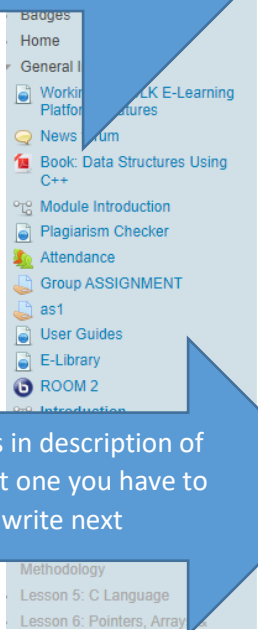 Badges
Home
General
Workin LK E-Learning
Platfor tures
News rum
Book: Data Structures Using
C++
Module Introduction
Plagiarism Checker
Attendance
Group ASSIGNMENT
as1
User Guides
E-Library
ROOM 2
Introduction
s in description of
t one you have to
write next
Methodology
Lesson 5: C Language
Lesson 6: Pointers, Array &